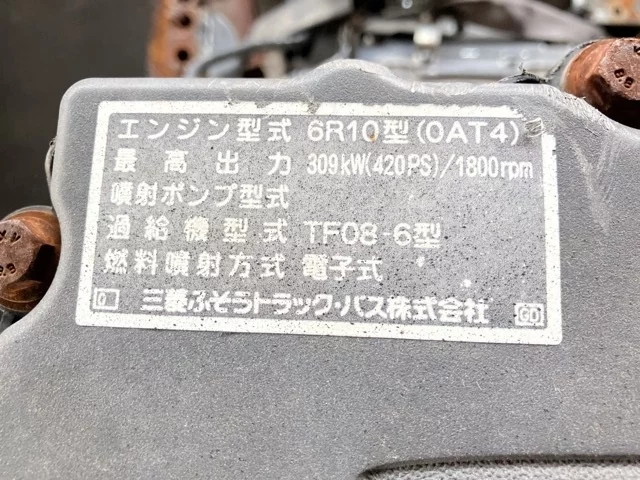 エンジン型式 6R10型(0AT4)
最高出力 309kW(420PS)/1800rpm
噴射ポンプ型式
過給機型式 TF08-6型
燃料噴射方式 電子式
三菱ふそうトラック・バス株式会社 GD